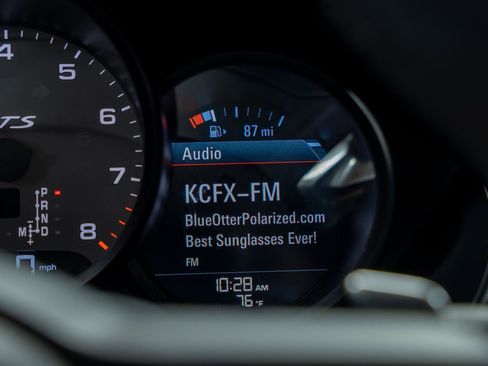 4
5
6
7
8
TS
P
R
N
M D
0 mph
87 mi
Audio
KCFX-FM
BlueOtterPolarized.com
Best Sunglasses Ever!
FM
10:28 AM
76 °F